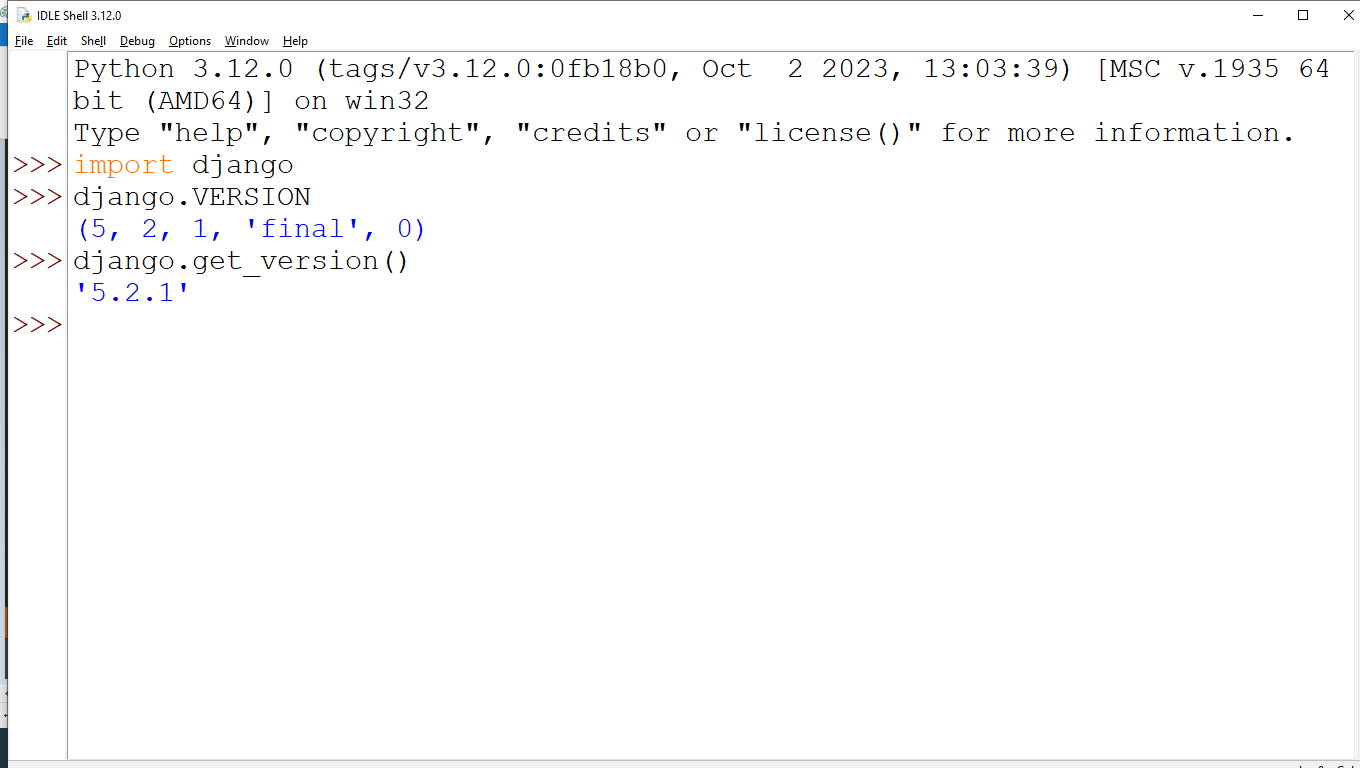 IDLE Shell 3.12.0
File Edit Shell Debug Options Window Help
Python 3.12.0 (tags/v3.12.0:0fb18b0, Oct  2 2023, 13:03:39) [MSC v.1935 64
bit (AMD64)] on win32
Type "help", "copyright", "credits" or "license()" for more information.
>>> import django
>>> django.VERSION
(5, 2, 1, 'final', 0)
>>> django.get_version()
'5.2.1'
>>>